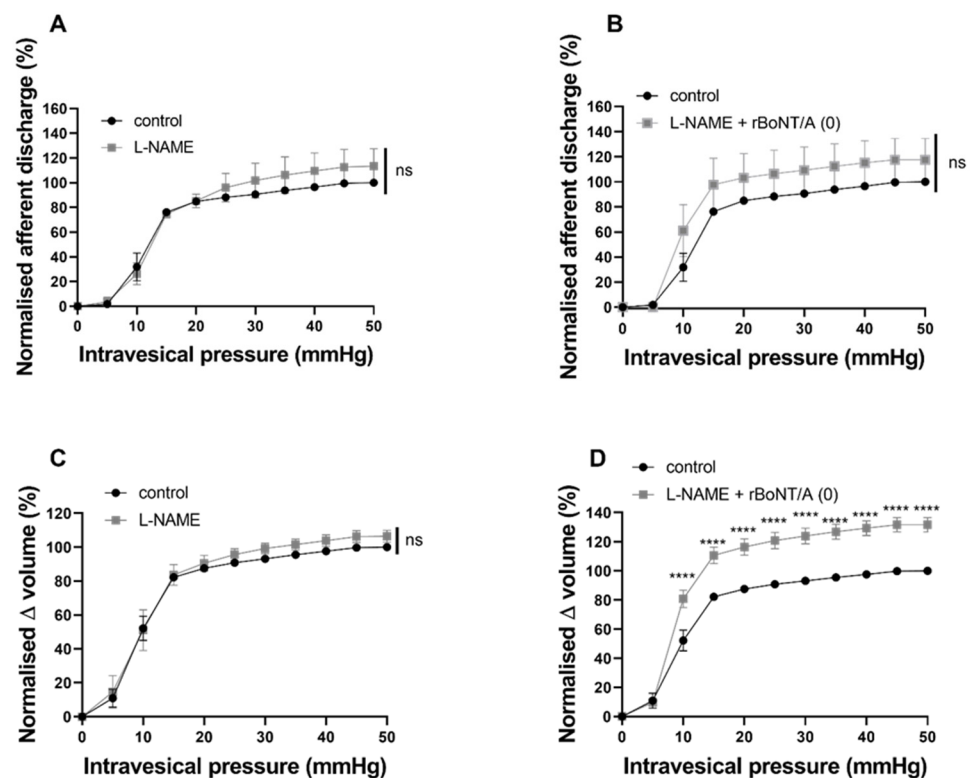 A
control
L-NAME
160
140
120
100
80
60
40
20
0
ns
Normalised afferent discharge (%)
0 10 20 30 40 50
Intravesical pressure (mmHg)
B
control
L-NAME + rBoNT/A (0)
160
140
120
100
80
60
40
20
0
ns
Normalised afferent discharge (%)
0 10 20 30 40 50
Intravesical pressure (mmHg)
C
control
L-NAME
120
100
80
60
40
20
0
ns
Normalised Δ volume (%)
0 10 20 30 40 50
Intravesical pressure (mmHg)
D
control
L-NAME + rBoNT/A (0)
140
120
100
80
60
40
20
0
**** **** **** **** **** **** **** **** ****
Normalised Δ volume (%)
0 10 20 30 40 50
Intravesical pressure (mmHg)